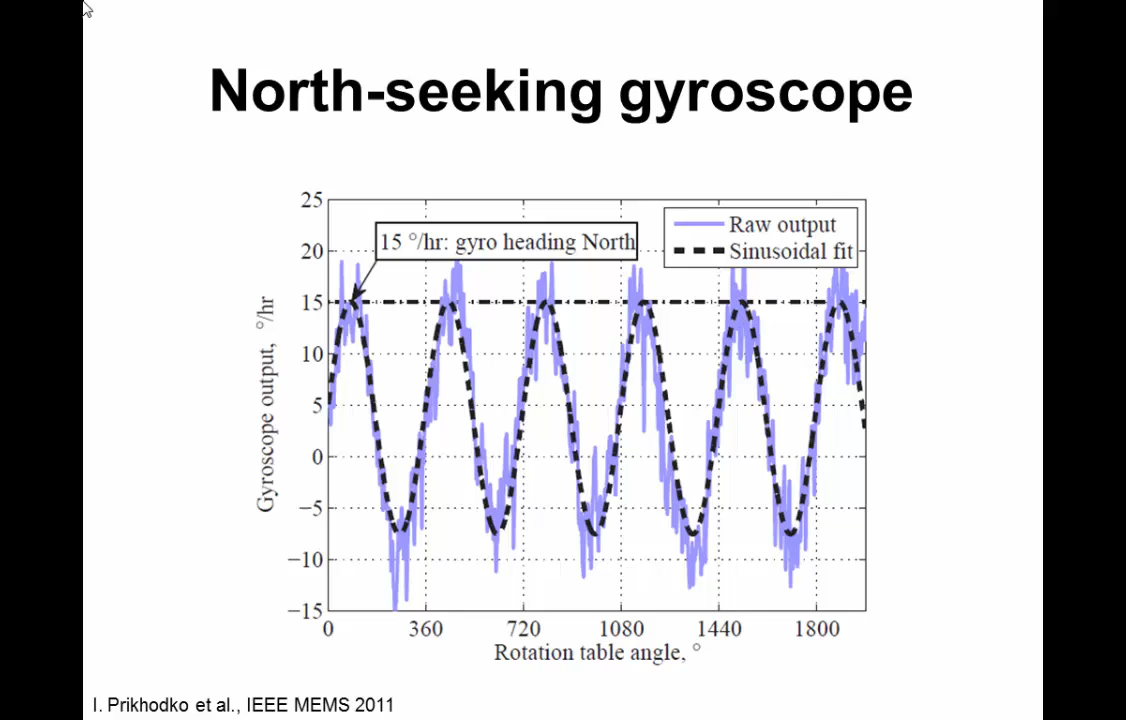 North-seeking gyroscope
25
20
15
10
5
0
−5
−10
−15
Gyroscope output, °/hr
15 °/hr: gyro heading North
Raw output
Sinusoidal fit
0 360 720 1080 1440 1800
Rotation table angle, °
I. Prikhodko et al., IEEE MEMS 2011